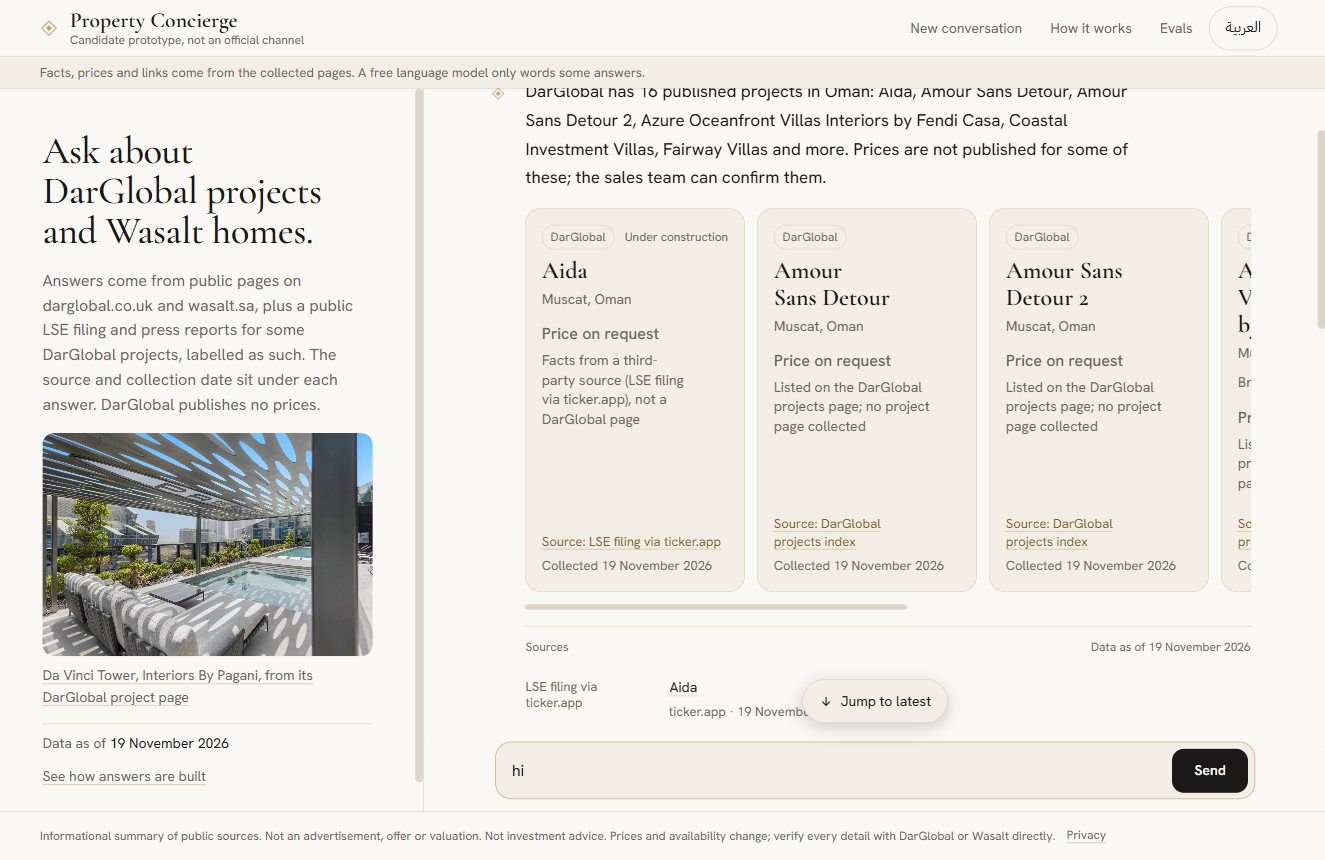 Property Concierge
Candidate prototype, not an official channel
New conversation
How it works
Evals
العربية
Facts, prices and links come from the collected pages. A free language model only words some answers.
Ask about
DarGlobal projects
and Wasalt homes.
Answers come from public pages on
darglobal.co.uk and wasalt.sa, plus a public
LSE filing and press reports for some
DarGlobal projects, labelled as such. The
source and collection date sit under each
answer. DarGlobal publishes no prices.
Da Vinci Tower, Interiors By Pagani, from its
DarGlobal project page
Data as of 19 November 2026
See how answers are built
DarGlobal has 16 published projects in Oman: Aida, Amour Sans Detour, Amour
Sans Detour 2, Azure Oceanfront Villas Interiors by Fendi Casa, Coastal
Investment Villas, Fairway Villas and more. Prices are not published for some of
these; the sales team can confirm them.
DarGlobal
Under construction
Aida
Muscat, Oman
Price on request
Facts from a third-
party source (LSE filing
via ticker.app), not a
DarGlobal page
Source: LSE filing via ticker.app
Collected 19 November 2026
DarGlobal
Amour
Sans Detour
Muscat, Oman
Price on request
Listed on the DarGlobal
projects page; no project
page collected
Source: DarGlobal
projects index
Collected 19 November 2026
DarGlobal
Amour Sans
Detour 2
Muscat, Oman
Price on request
Listed on the DarGlobal
projects page; no project
page collected
Source: DarGlobal
projects index
Collected 19 November 2026
Sources
Data as of 19 November 2026
LSE filing via
ticker.app
Aida
ticker.app · 19 Novemb
↓ Jump to latest
hi
Send
Informational summary of public sources. Not an advertisement, offer or valuation. Not investment advice. Prices and availability change; verify every detail with DarGlobal or Wasalt directly.
Privacy